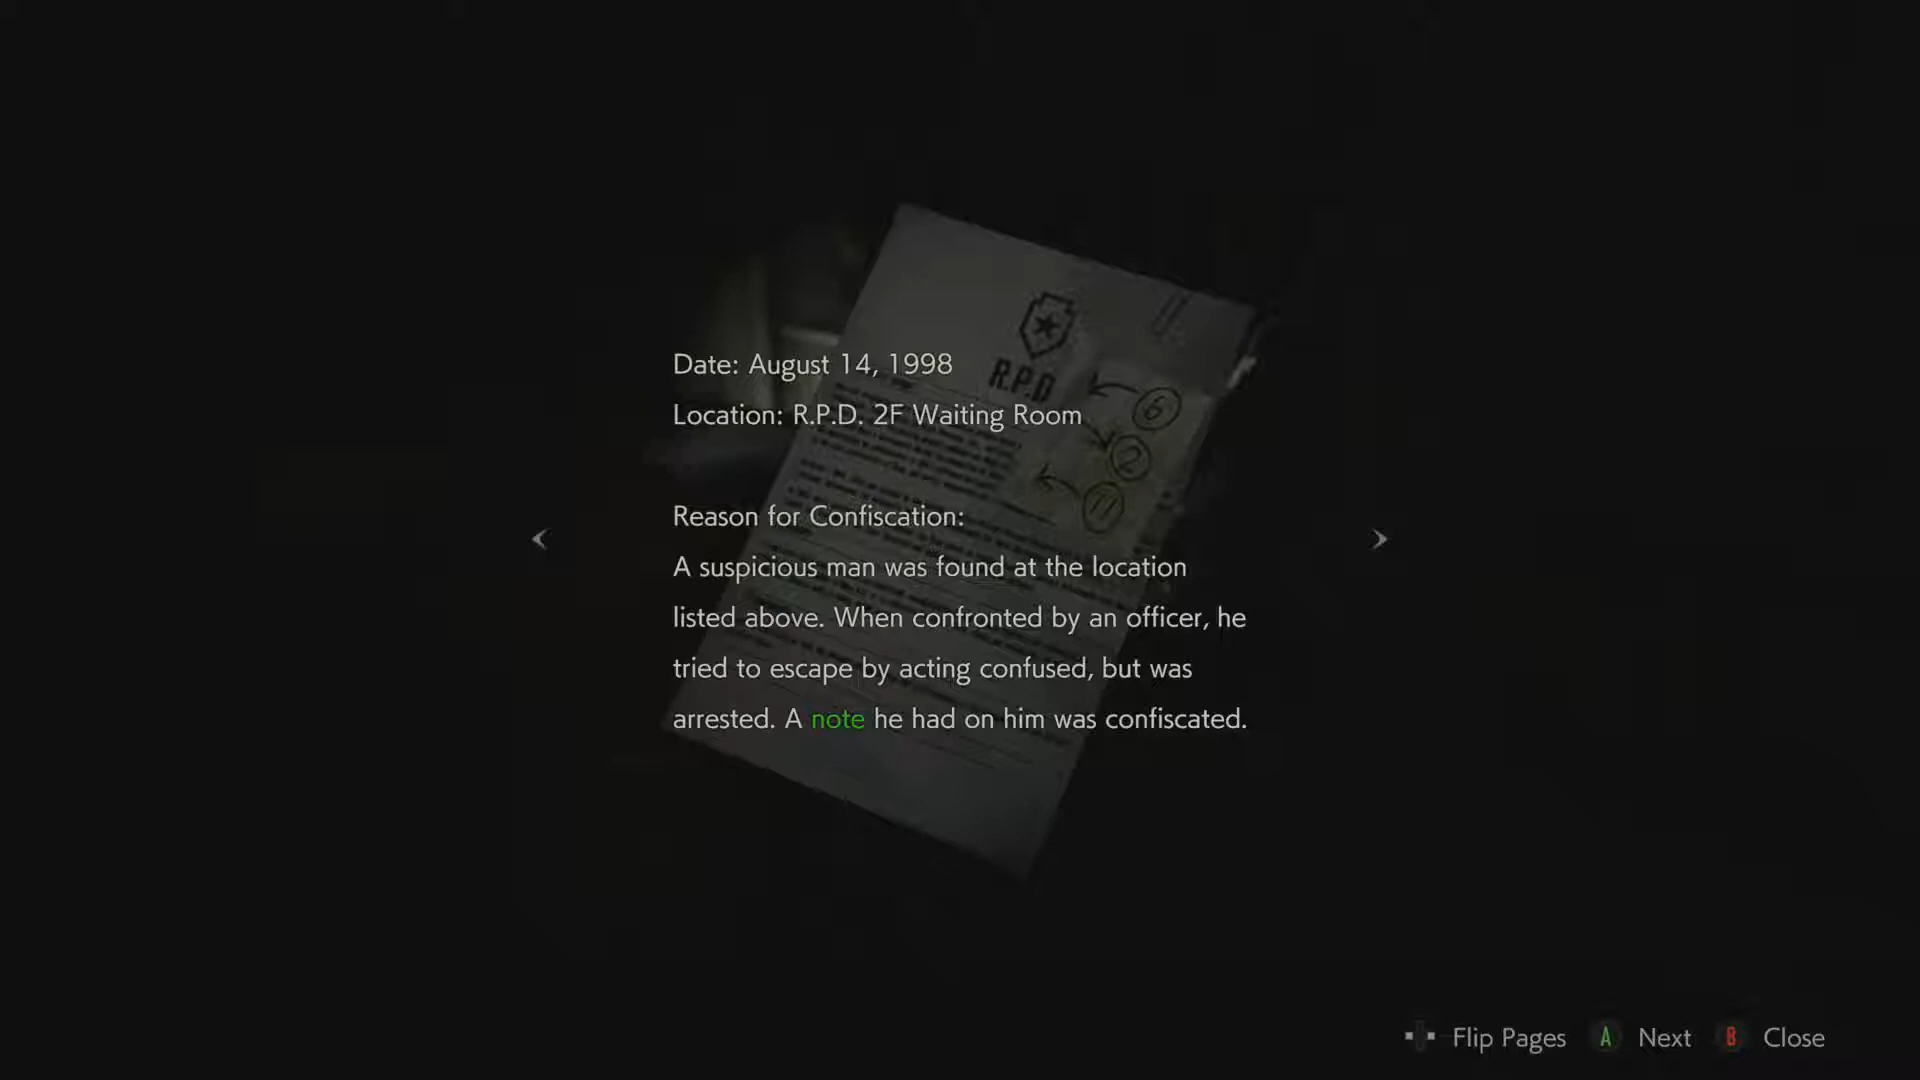 R.P.D
6
2
11
Date: August 14, 1998
Location: R.P.D. 2F Waiting Room
Reason for Confiscation:
A suspicious man was found at the location
listed above. When confronted by an officer, he
tried to escape by acting confused, but was
arrested. A note he had on him was confiscated.
Flip Pages A Next B Close